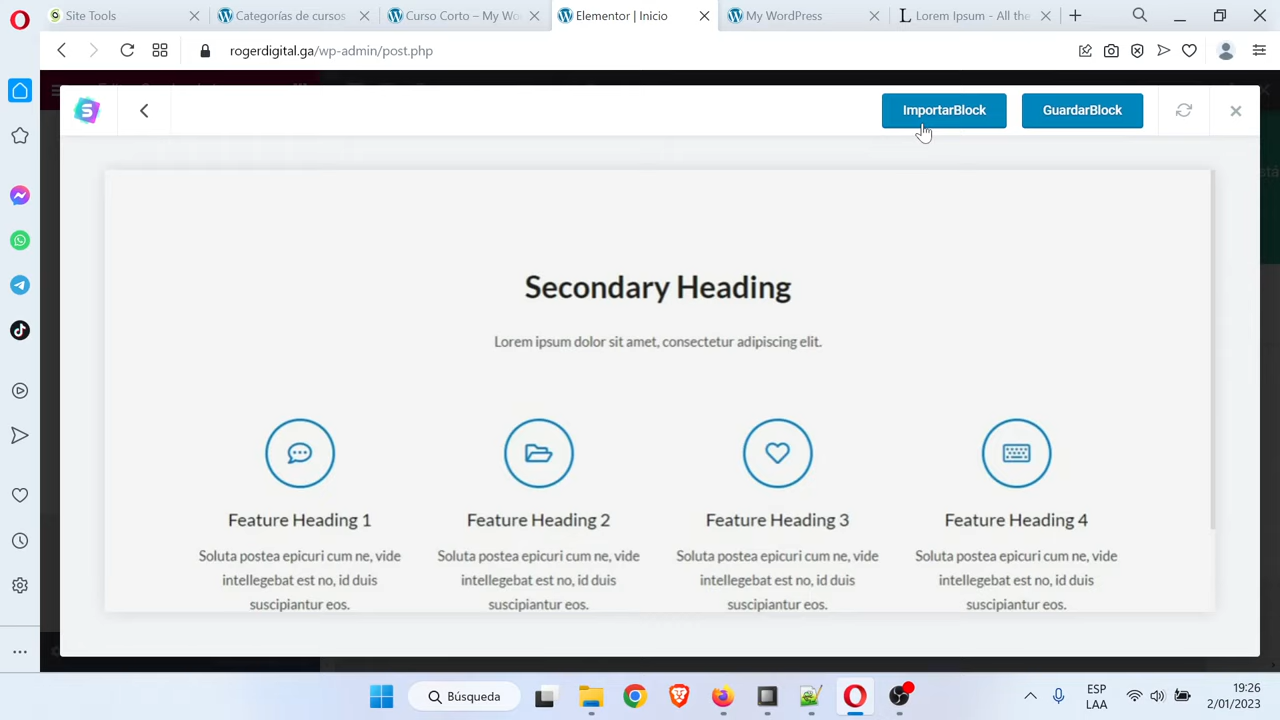 Site Tools
Categorías de cursos
Curso Corto – My Wo
Elementor | Inicio
My WordPress
Lorem Ipsum - All the
rogerdigital.ga/wp-admin/post.php
ImportarBlock
GuardarBlock
Secondary Heading
Lorem ipsum dolor sit amet, consectetur adipiscing elit.
Feature Heading 1
Soluta postea epicuri cum ne, vide
intellegebat est no, id duis
suscipiantur eos.
Feature Heading 2
Soluta postea epicuri cum ne, vide
intellegebat est no, id duis
suscipiantur eos.
Feature Heading 3
Soluta postea epicuri cum ne, vide
intellegebat est no, id duis
suscipiantur eos.
Feature Heading 4
Soluta postea epicuri cum ne, vide
intellegebat est no, id duis
suscipiantur eos.
Búsqueda
ESP
LAA
19:26
2/01/2023